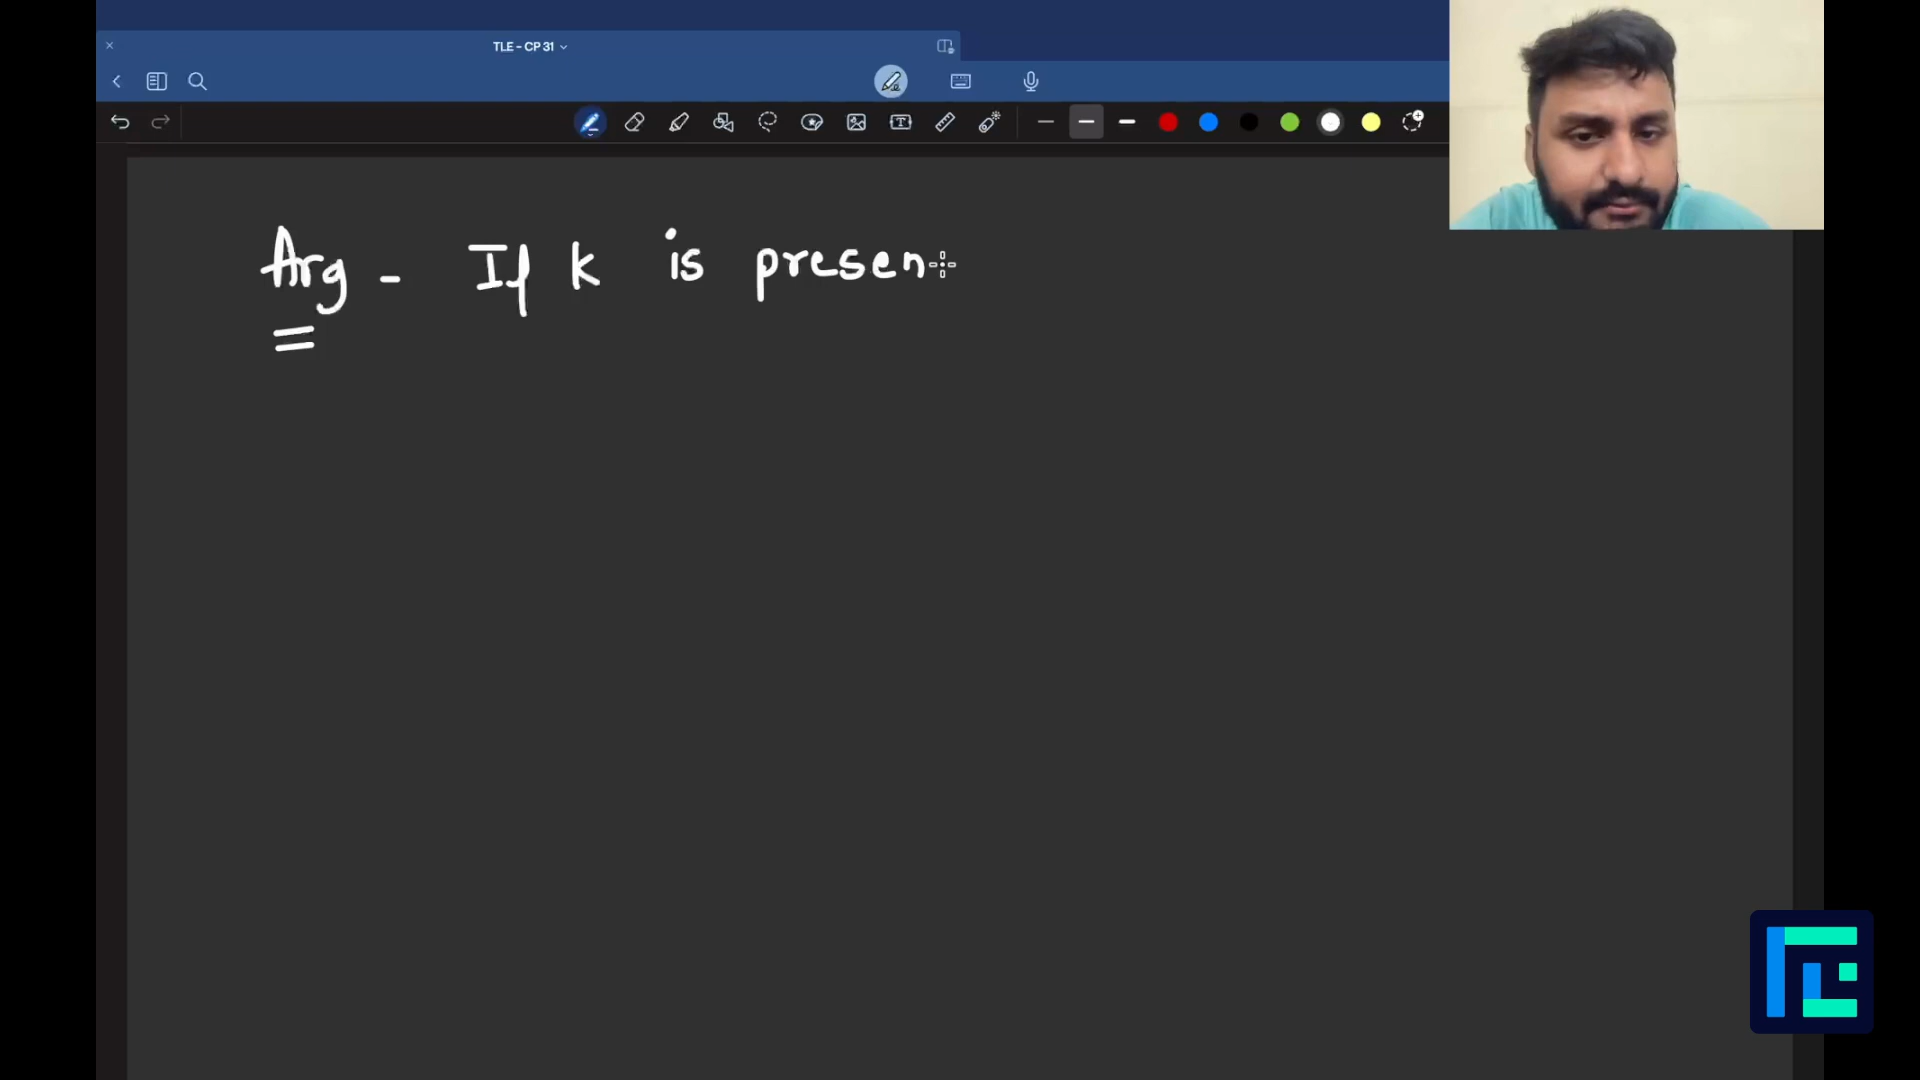 TLE - CP 31
Arg - If k is presen